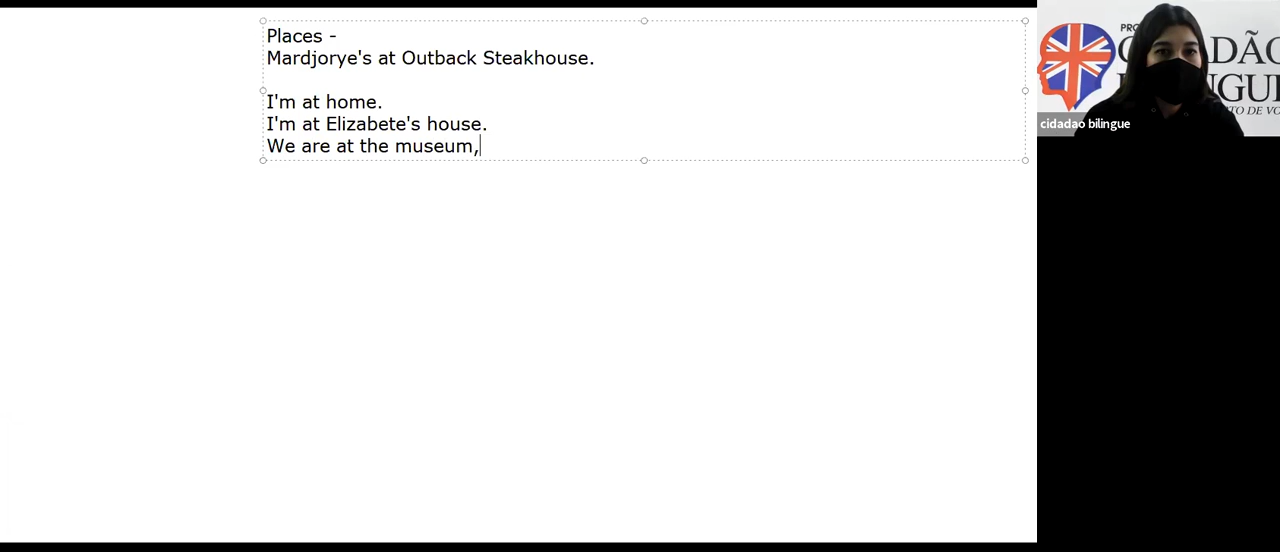 Places -
Mardjorye's at Outback Steakhouse.
I'm at home.
I'm at Elizabete's house.
We are at the museum,
cidadao bilingue